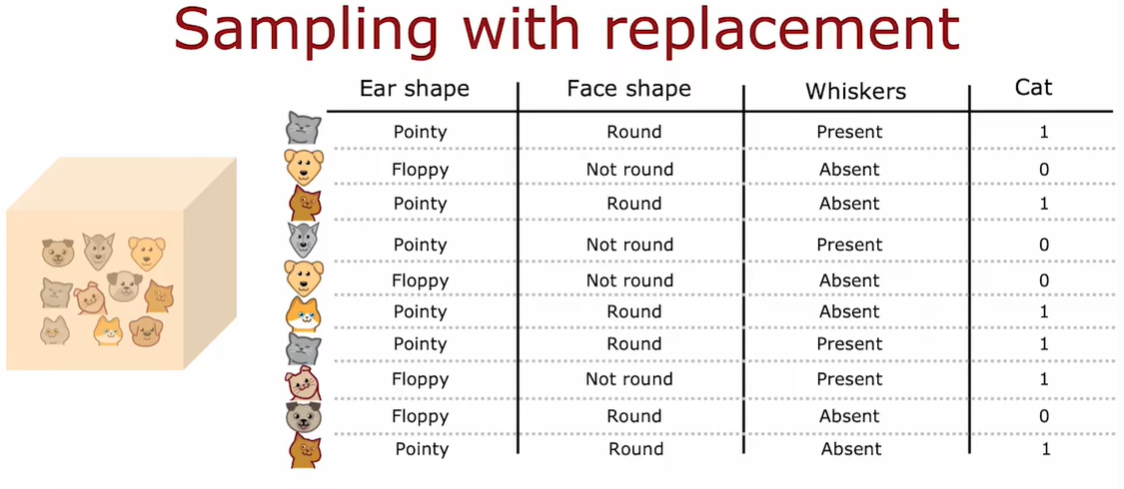 Sampling with replacement
Ear shape Face shape Whiskers Cat
Pointy Round Present 1
Floppy Not round Absent 0
Pointy Round Absent 1
Pointy Not round Present 0
Floppy Not round Absent 0
Pointy Round Absent 1
Pointy Round Present 1
Floppy Not round Present 1
Floppy Round Absent 0
Pointy Round Absent 1